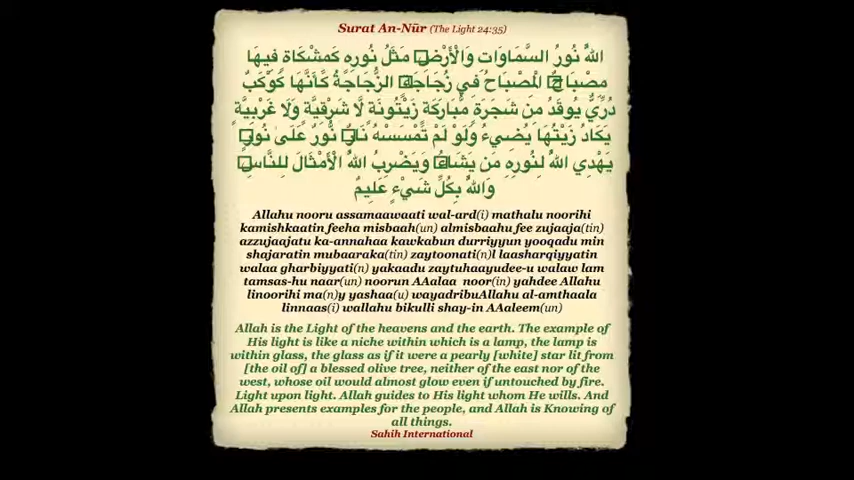 Surat An-Nūr (The Light 24:35)
اللَّهُ نُورُ السَّمَاوَاتِ وَالْأَرْضِ مَثَلُ نُورِهِ كَمِشْكَاةٍ فِيهَا
مِصْبَاحٌ الْمِصْبَاحُ فِي زُجَاجَةٍ الزُّجَاجَةُ كَأَنَّهَا كَوْكَبٌ
دُرِّيٌّ يُوقَدُ مِن شَجَرَةٍ مُّبَارَكَةٍ زَيْتُونَةٍ لَّا شَرْقِيَّةٍ وَلَا غَرْبِيَّةٍ
يَكَادُ زَيْتُهَا يُضِيءُ وَلَوْ لَمْ تَمْسَسْهُ نَارٌ نُّورٌ عَلَىٰ نُورٍ
يَهْدِي اللَّهُ لِنُورِهِ مَن يَشَاءُ وَيَضْرِبُ اللَّهُ الْأَمْثَالَ لِلنَّاسِ
وَاللَّهُ بِكُلِّ شَيْءٍ عَلِيمٌ
Allahu nooru assamaawaati wal-ard(i) mathalu noorihi
kamishkaatin feeha misbaah(un) almisbaahu fee zujaaja(tin)
azzujaajatu ka-annahaa kawkabun durriyyun yooqadu min
shajaratin mubaaraka(tin) zaytoonati(n)l laasharqiyyatin
walaa gharbiyyati(n) yakaadu zaytuhaayudee-u walaw lam
tamsas-hu naar(un) noorun AAalaa noor(in) yahdee Allahu
linoorihi ma(n)y yashaa(u) wayadribuAllahu al-amthaala
linnaas(i) wallahu bikulli shay-in AAaleem(un)
Allah is the Light of the heavens and the earth. The example of
His light is like a niche within which is a lamp, the lamp is
within glass, the glass as if it were a pearly [white] star lit from
[the oil of] a blessed olive tree, neither of the east nor of the
west, whose oil would almost glow even if untouched by fire.
Light upon light. Allah guides to His light whom He wills. And
Allah presents examples for the people, and Allah is Knowing of
all things.
Sahih International